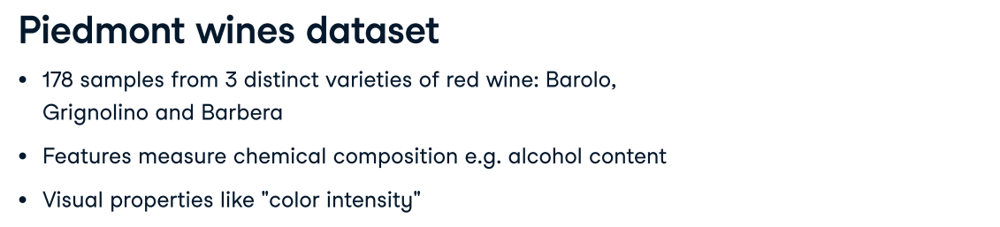 Piedmont wines dataset
• 178 samples from 3 distinct varieties of red wine: Barolo,
Grignolino and Barbera
• Features measure chemical composition e.g. alcohol content
• Visual properties like "color intensity"